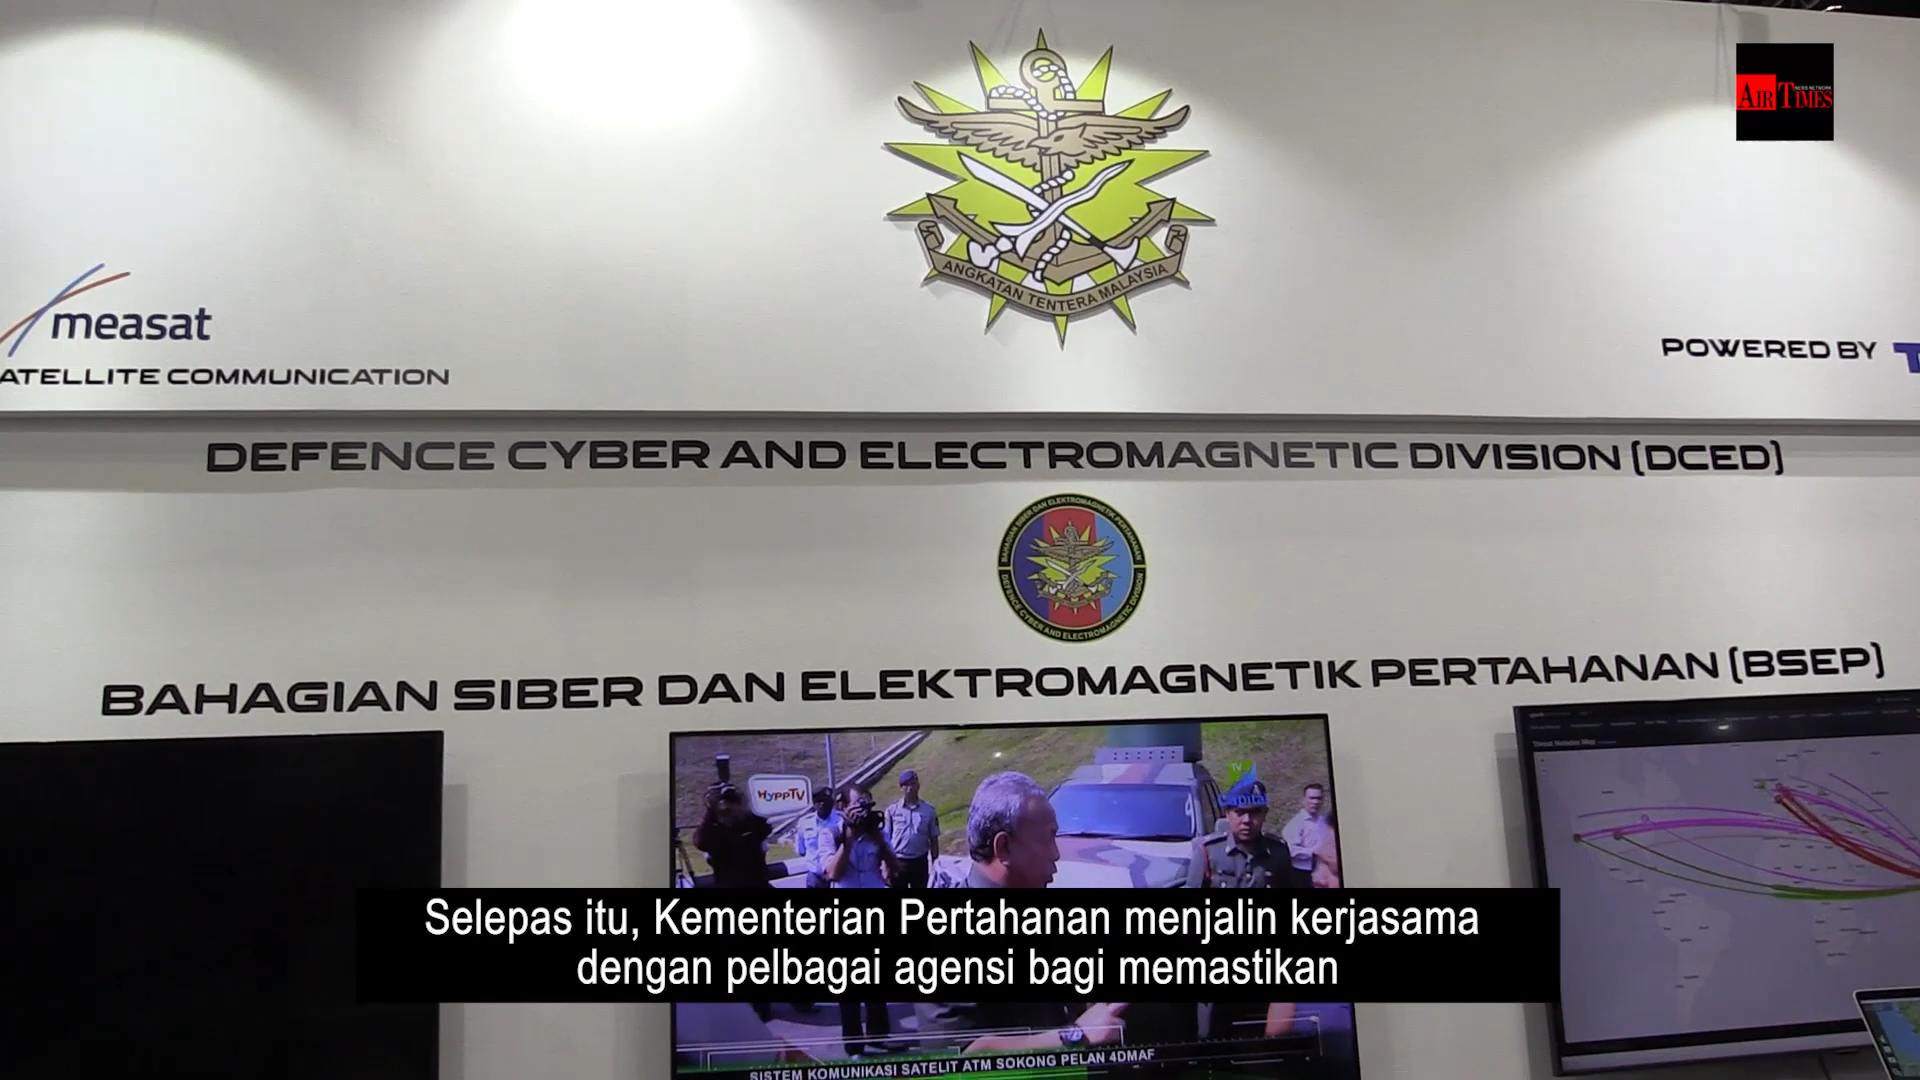 AIR TIMES
NEWS NETWORK
ANGKATAN TENTERA MALAYSIA
measat
ATELLITE COMMUNICATION
POWERED BY
DEFENCE CYBER AND ELECTROMAGNETIC DIVISION (DCED)
BAHAGIAN SIBER DAN ELEKTROMAGNETIK PERTAHANAN
DEFENCE CYBER AND ELECTROMAGNETIC DIVISION
BAHAGIAN SIBER DAN ELEKTROMAGNETIK PERTAHANAN (BSEP)
HyppTV
TV
Capital
Selepas itu, Kementerian Pertahanan menjalin kerjasama
dengan pelbagai agensi bagi memastikan
SISTEM KOMUNIKASI SATELIT ATM SOKONG PELAN 4DMAF